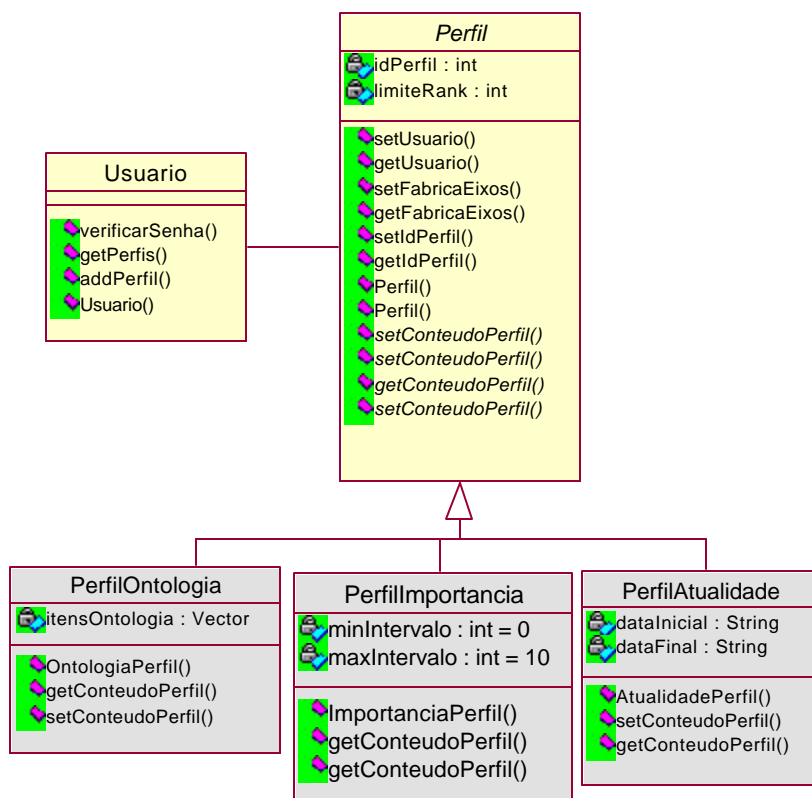 Perfil
idPerfil : int
limiteRank : int
setUsuario()
getUsuario()
setFabricaEixos()
getFabricaEixos()
setIdPerfil()
getIdPerfil()
Perfil()
Perfil()
setConteudoPerfil()
setConteudoPerfil()
getConteudoPerfil()
setConteudoPerfil()
Usuario
verificarSenha()
getPerfis()
addPerfil()
Usuario()
PerfilOntologia
itensOntologia : Vector
OntologiaPerfil()
getConteudoPerfil()
setConteudoPerfil()
PerfilImportancia
minIntervalo : int = 0
maxIntervalo : int = 10
ImportanciaPerfil()
getConteudoPerfil()
getConteudoPerfil()
PerfilAtualidade
dataInicial : String
dataFinal : String
AtualidadePerfil()
setConteudoPerfil()
getConteudoPerfil()